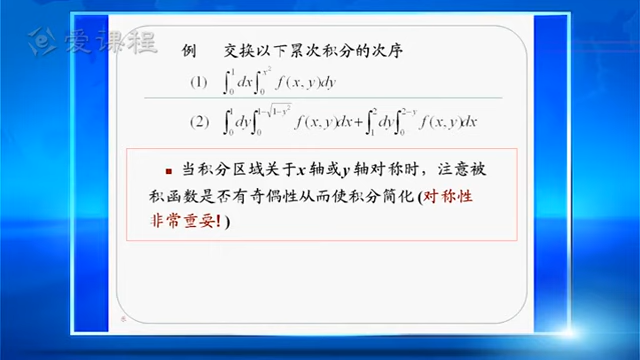 爱课程
例 交换以下累次积分的次序
(1) ∫₀¹dx∫₀^{x²} f(x,y)dy
(2) ∫₀¹dy∫₀^{1-√(1-y²)} f(x,y)dx+∫₁²dy∫₀^{2-y} f(x,y)dx
■ 当积分区域关于x轴或y轴对称时，注意被
积函数是否有奇偶性从而使积分简化(对称性
非常重要!)